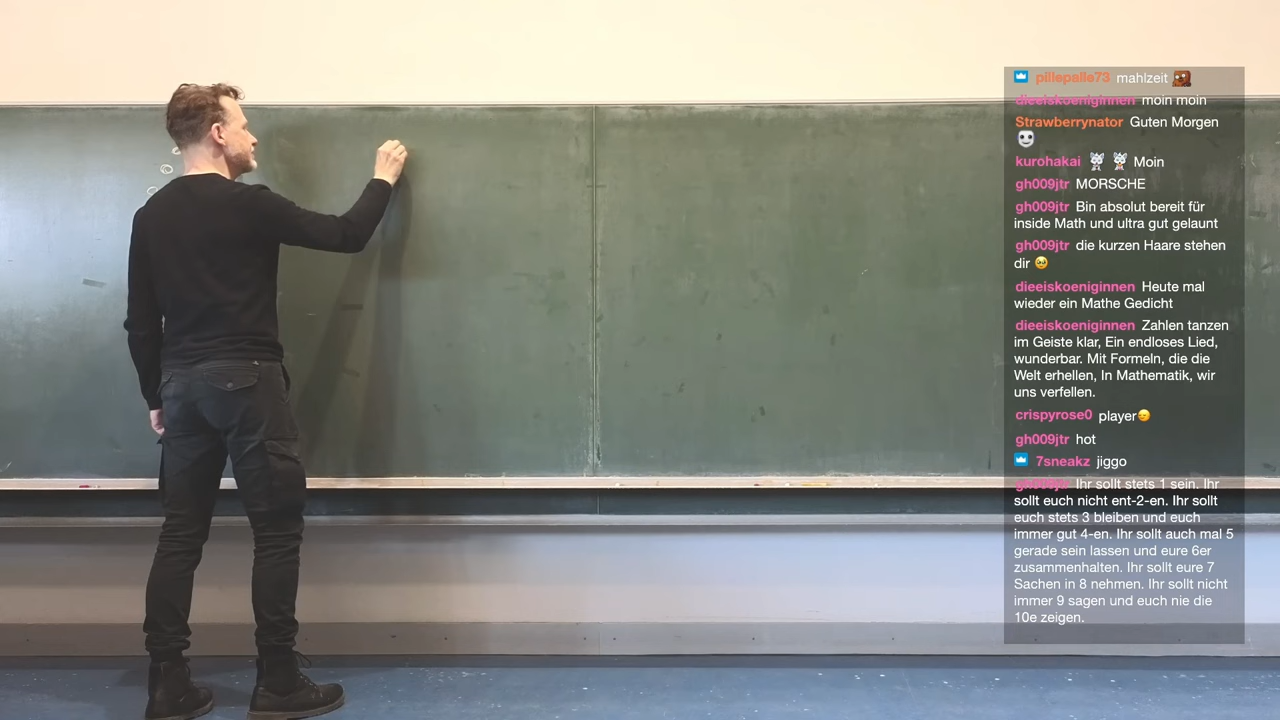 pillepalle73 mahlzeit
dieeiskoeniginnen moin moin
Strawberrynator Guten Morgen
kurohakai Moin
gh009jtr MORSCHE
gh009jtr Bin absolut bereit für
inside Math und ultra gut gelaunt
gh009jtr die kurzen Haare stehen
dir
dieeiskoeniginnen Heute mal
wieder ein Mathe Gedicht
dieeiskoeniginnen Zahlen tanzen
im Geiste klar, Ein endloses Lied,
wunderbar. Mit Formeln, die die
Welt erhellen, In Mathematik, wir
uns verfellen.
crispyrose0 player
gh009jtr hot
7sneakz jiggo
gh009jtr Ihr sollt stets 1 sein. Ihr
sollt euch nicht ent-2-en. Ihr sollt
euch stets 3 bleiben und euch
immer gut 4-en. Ihr sollt auch mal 5
gerade sein lassen und eure 6er
zusammenhalten. Ihr sollt eure 7
Sachen in 8 nehmen. Ihr sollt nicht
immer 9 sagen und euch nie die
10e zeigen.